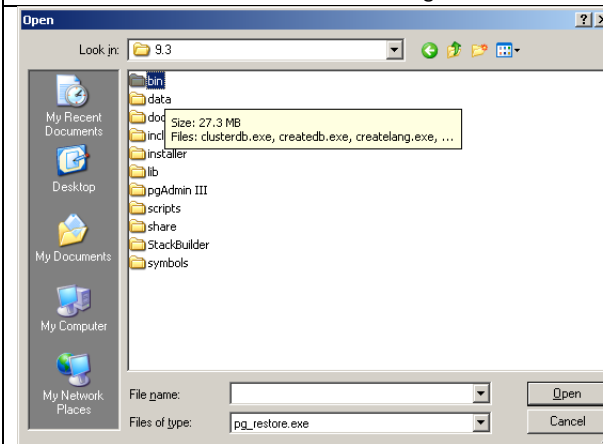 Open
Look in:
9.3
My Recent
Documents
Desktop
My Documents
My Computer
My Network
Places
bin
data
doc
Size: 27.3 MB
incl
Files: clusterdb.exe, createdb.exe, createlang.exe, ...
installer
lib
pgAdmin III
scripts
share
StackBuilder
symbols
File name:
Open
Files of type:
pg_restore.exe
Cancel